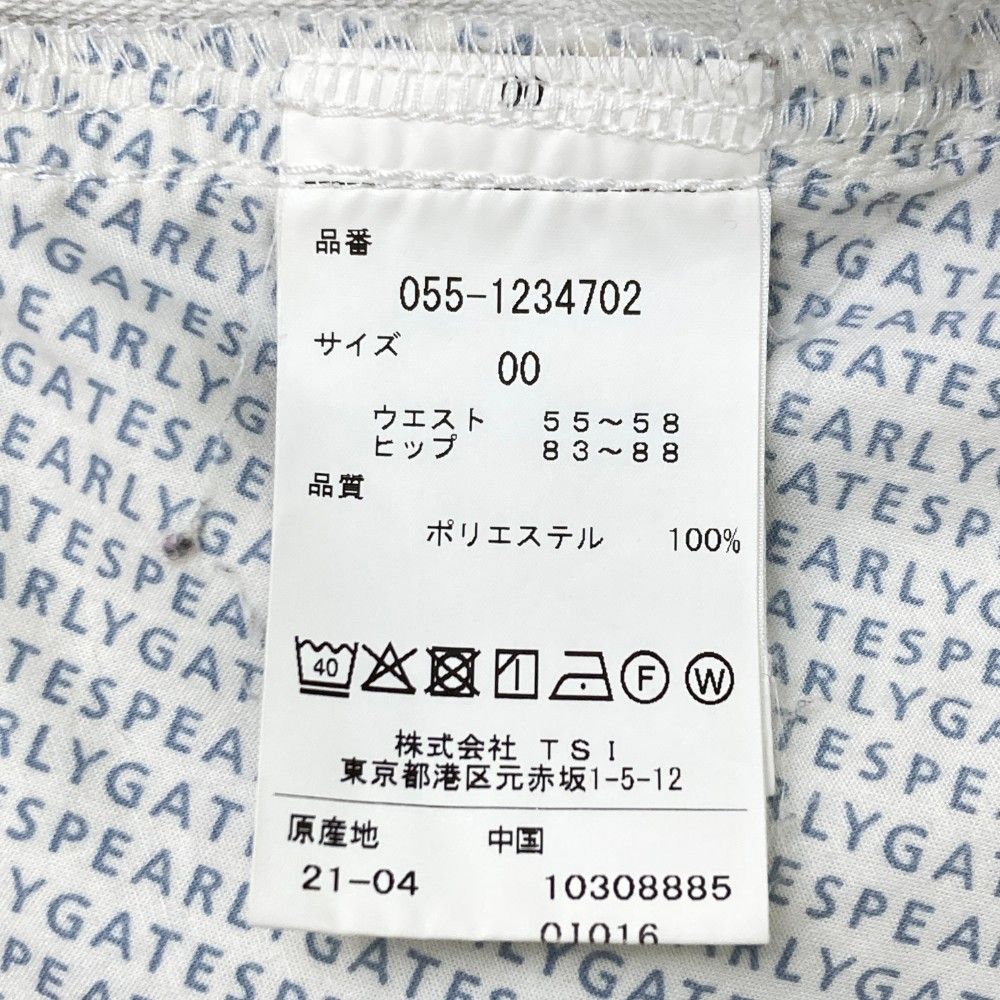 00
品番
055-1234702
サイズ
00
ウエスト 55～58
ヒップ 83～88
品質
ポリエステル 100%
40
F
W
株式会社 TSI
東京都港区元赤坂1-5-12
原産地 中国
21-04 10308885
PEARLYGATES